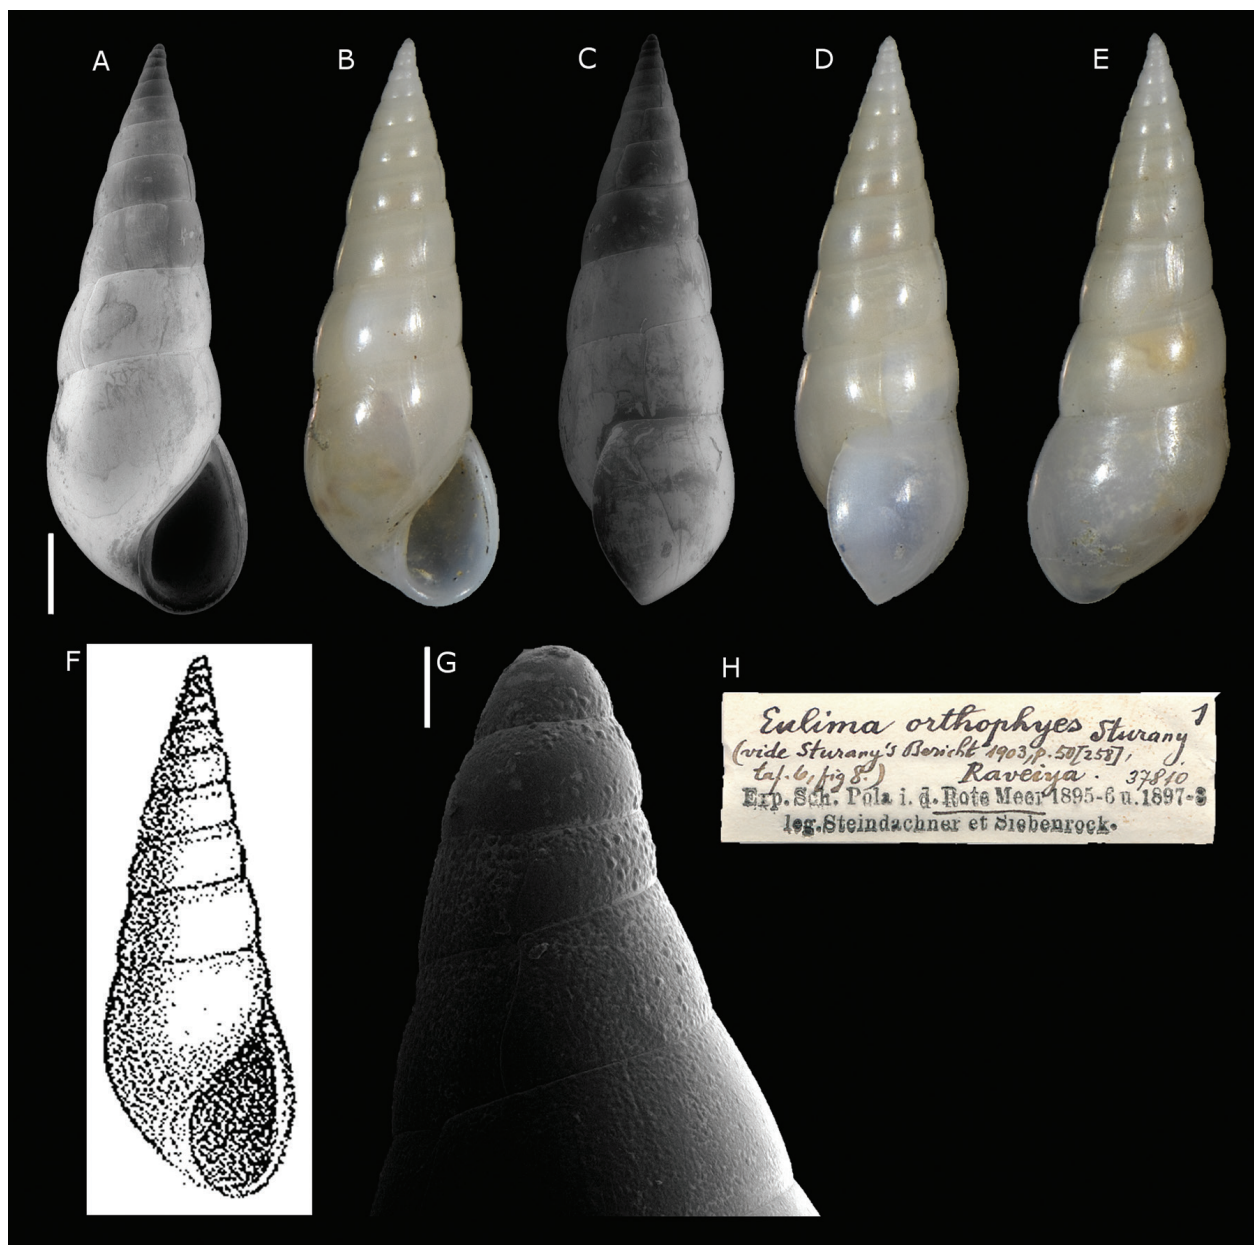 A
B
C
D
E
F
G
H
Eulima orthophyes Sturany 1
(vide Sturany's Bericht 1903, p. 50 [258],
taf. 6, fig 8.) Raveiya. 37810.
Exp. Sch. Pola i. d. Rote Meer 1895-6 u. 1897-8
leg. Steindachner et Siebenrock.